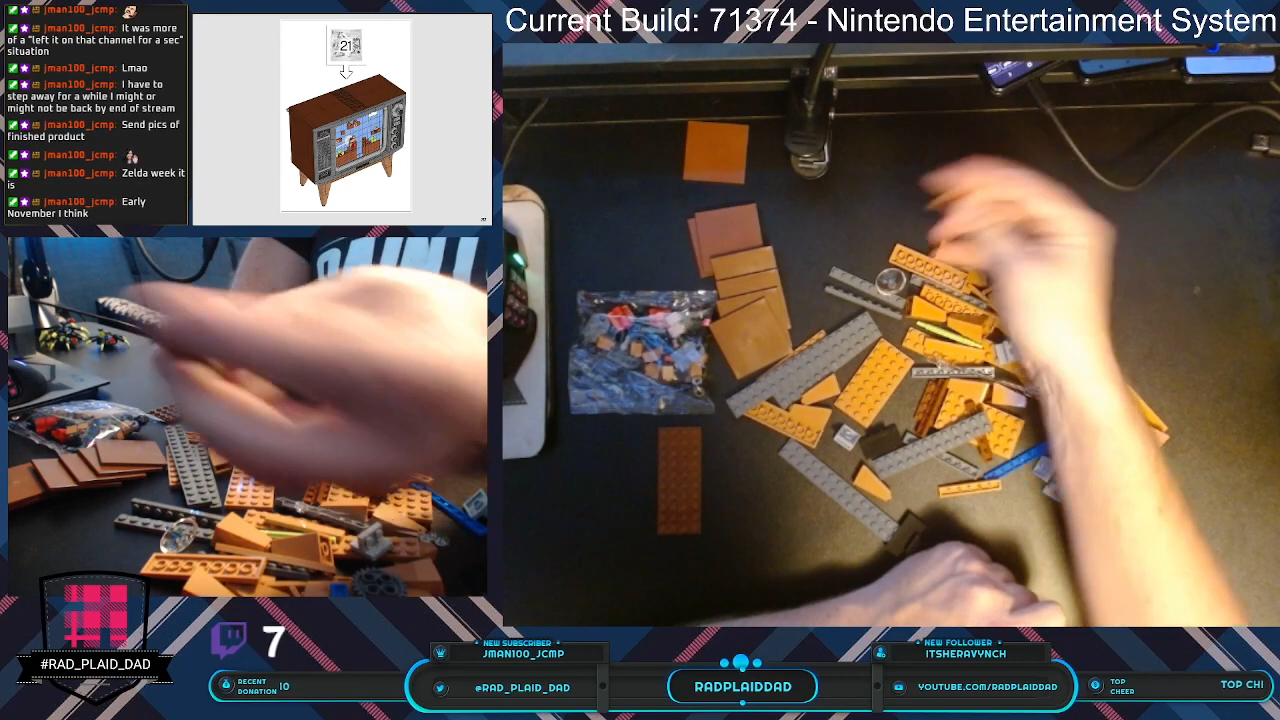 jman100_jcmp:
jman100_jcmp: It was more
of a "left it on that channel for a sec"
situation
jman100_jcmp: Lmao
jman100_jcmp: I have to
step away for a while I might or
might not be back by end of stream
jman100_jcmp: Send pics of
finished product
jman100_jcmp:
jman100_jcmp: Zelda week it
is
jman100_jcmp: Early
November I think
21
Current Build: 71374 - Nintendo Entertainment System
#RAD_PLAID_DAD
7
RECENT
DONATION
10
NEW SUBSCRIBER
JMAN100_JCMP
@RAD_PLAID_DAD
RADPLAIDDAD
NEW FOLLOWER
ITSHERAVYNCH
YOUTUBE.COM/RADPLAIDDAD
TOP
CHEER
TOP CH!